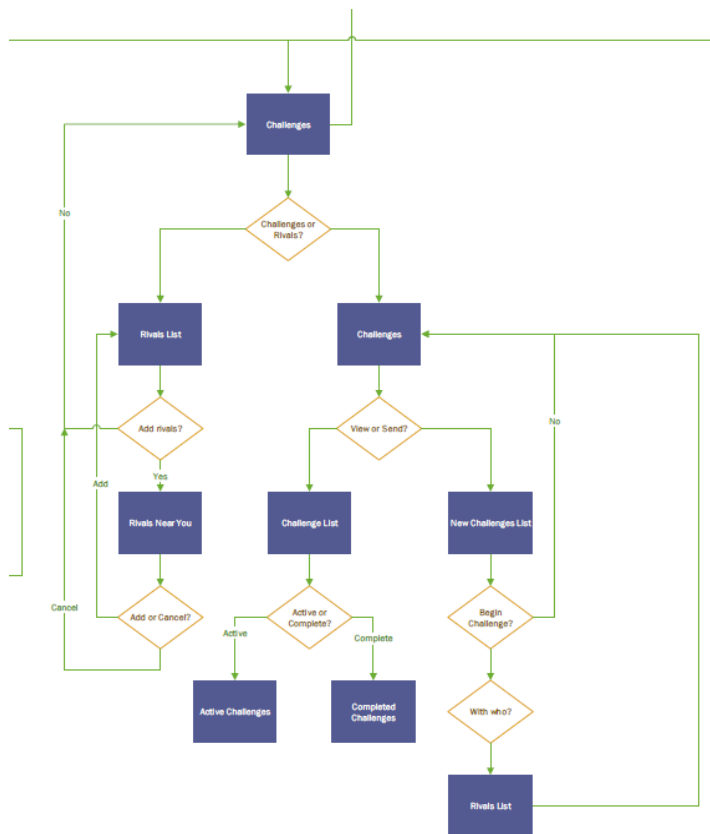 Challenges
No
Challenges or
Rivals?
Rivals List
Challenges
Add rivals?
View or Send?
No
Add
Yes
Rivals Near You
Challenge List
New Challenges List
Cancel
Add or Cancel?
Active or
Complete?
Begin
Challenge?
Active
Complete
Active Challenges
Completed
Challenges
With who?
Rivals List